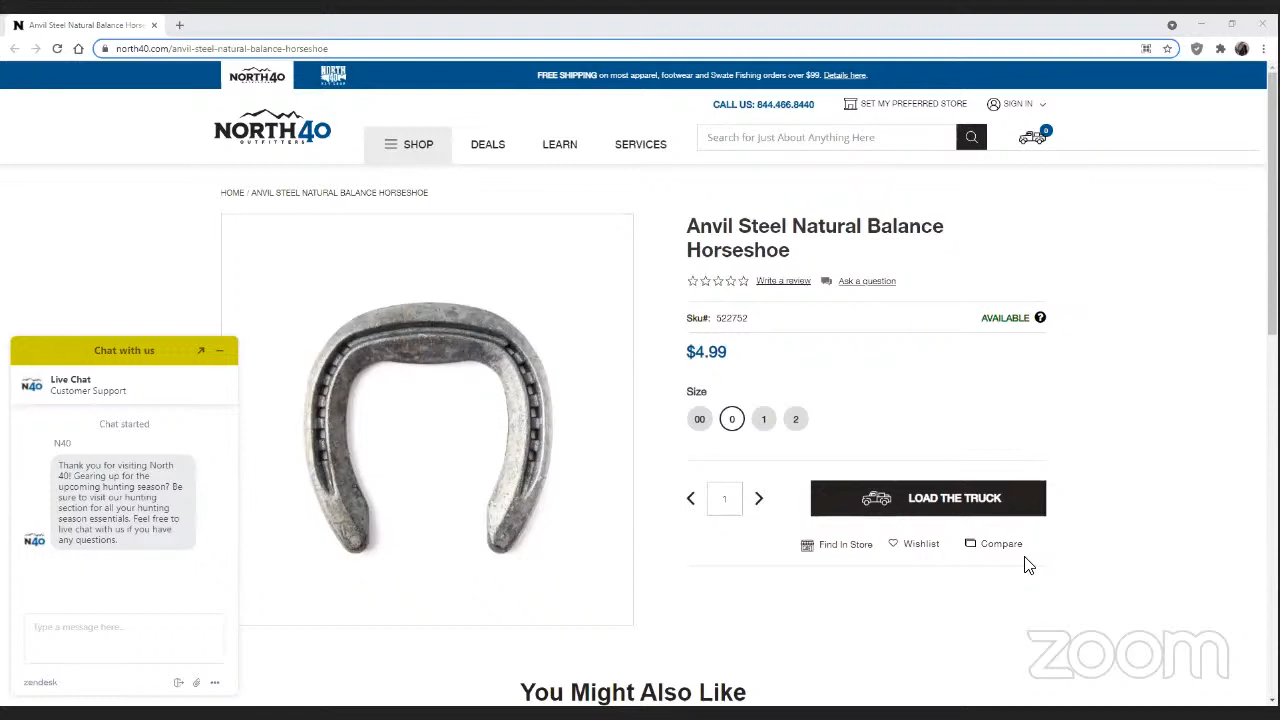 Anvil Steel Natural Balance Horse
north40.com/anvil-steel-natural-balance-horseshoe
NORTH40
FREE SHIPPING on most apparel, footwear and Swate Fishing orders over $99. Details here.
CALL US: 844.466.8440
SET MY PREFERRED STORE
SIGN IN
NORTH40
OUTFITTERS
SHOP
DEALS
LEARN
SERVICES
Search for Just About Anything Here
0
HOME / ANVIL STEEL NATURAL BALANCE HORSESHOE
Anvil Steel Natural Balance
Horseshoe
Write a review
Ask a question
Sku#: 522752
AVAILABLE ?
$4.99
Size
00 0 1 2
1
LOAD THE TRUCK
Find In Store
Wishlist
Compare
Chat with us
N40
Live Chat
Customer Support
Chat started
N40
Thank you for visiting North
40! Gearing up for the
upcoming hunting season? Be
sure to visit our hunting
section for all your hunting
season essentials. Feel free to
live chat with us if you have
any questions.
N40
Type a message here...
zendesk
zoom
You Might Also Like